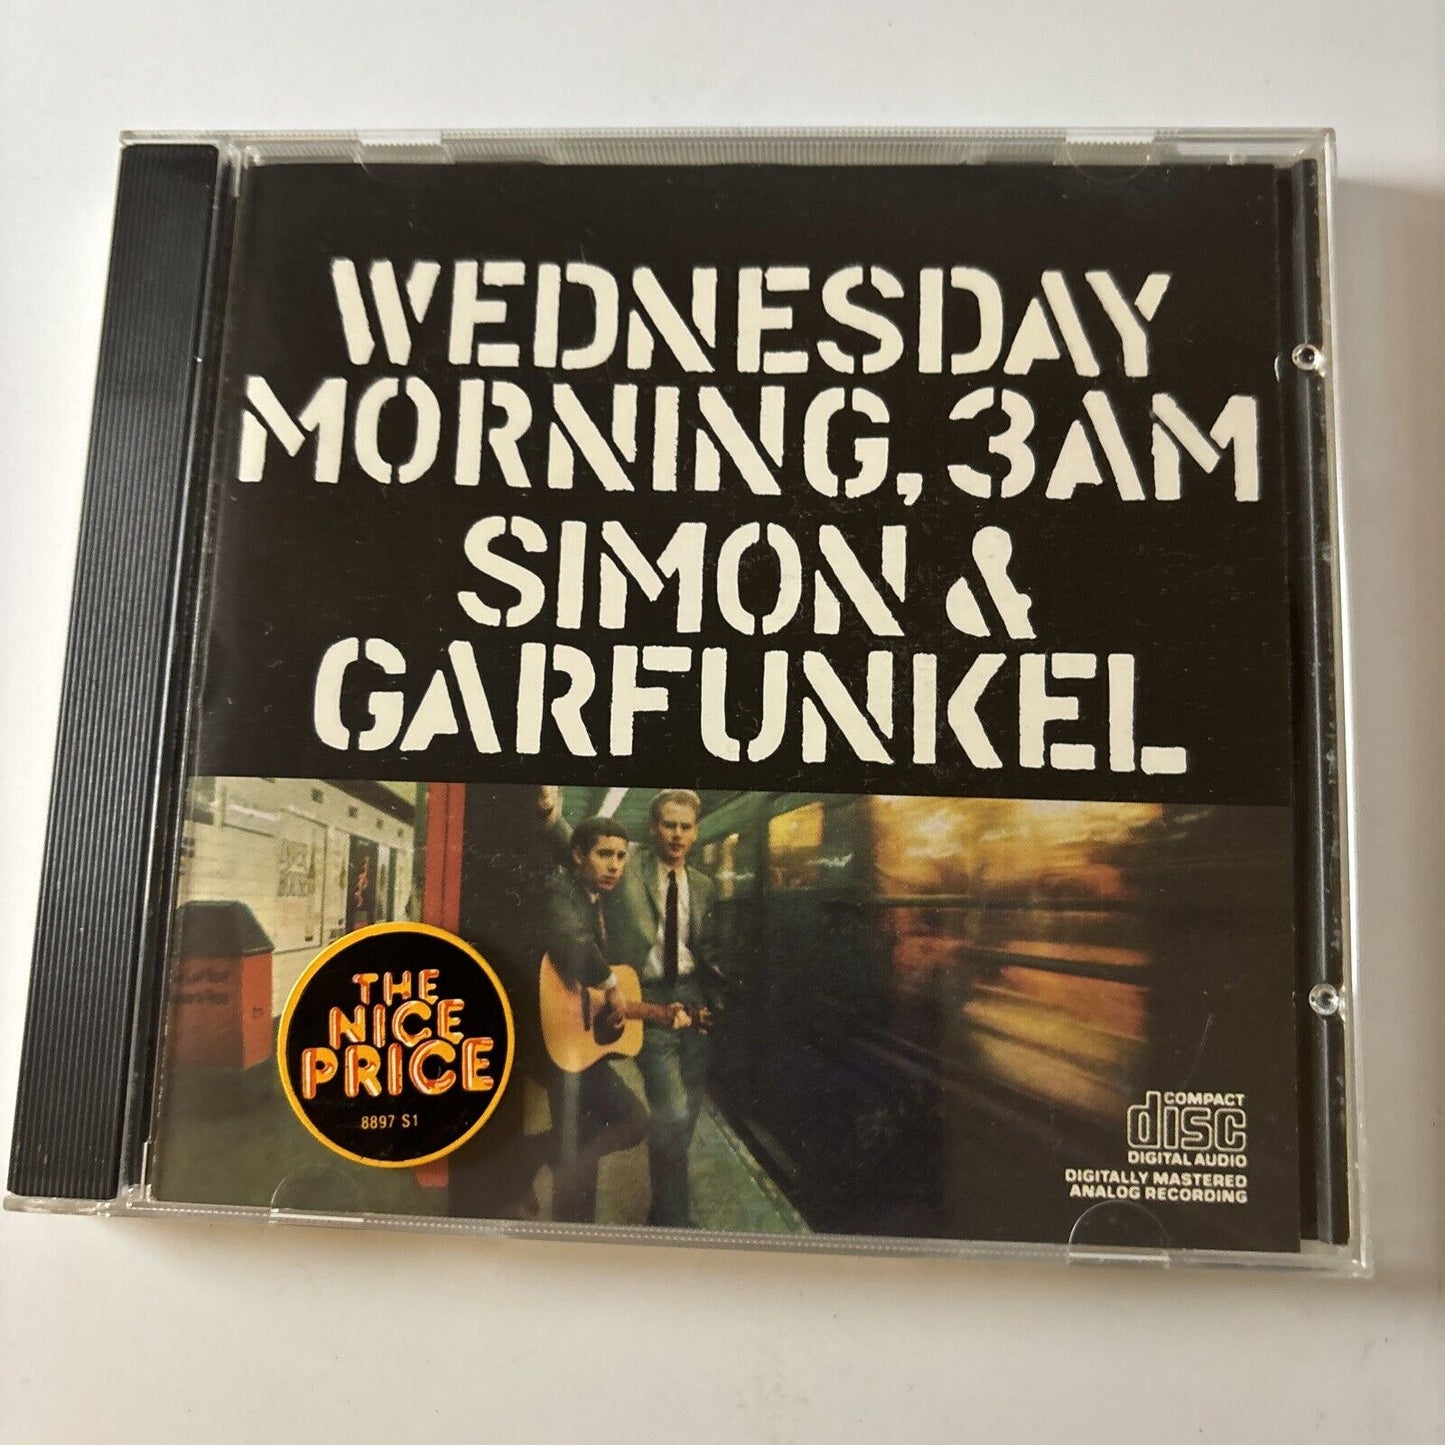 WEDNESDAY
MORNING, 3AM
SIMON &
GARFUNKEL
THE
NICE
PRICE
8897 S1
COMPACT
disc
DIGITAL AUDIO
DIGITALLY MASTERED
ANALOG RECORDING